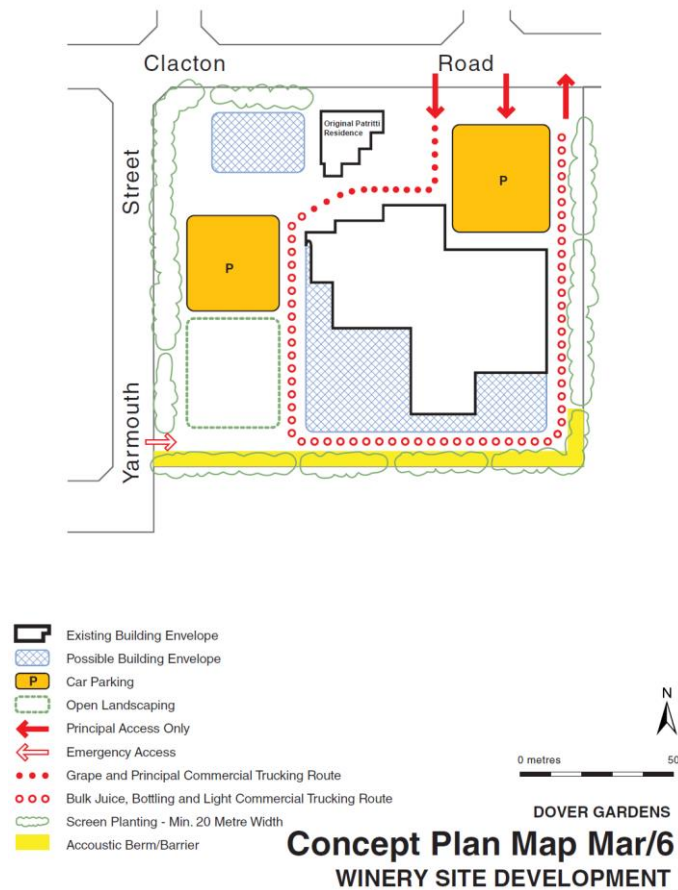 Clacton Road
Original Patritti
Residence
Street
P
P
Yarmouth
Existing Building Envelope
Possible Building Envelope
P Car Parking
Open Landscaping
Principal Access Only
Emergency Access
Grape and Principal Commercial Trucking Route
Bulk Juice, Bottling and Light Commercial Trucking Route
Screen Planting - Min. 20 Metre Width
Accoustic Berm/Barrier
N
0 metres 50
DOVER GARDENS
Concept Plan Map Mar/6
WINERY SITE DEVELOPMENT